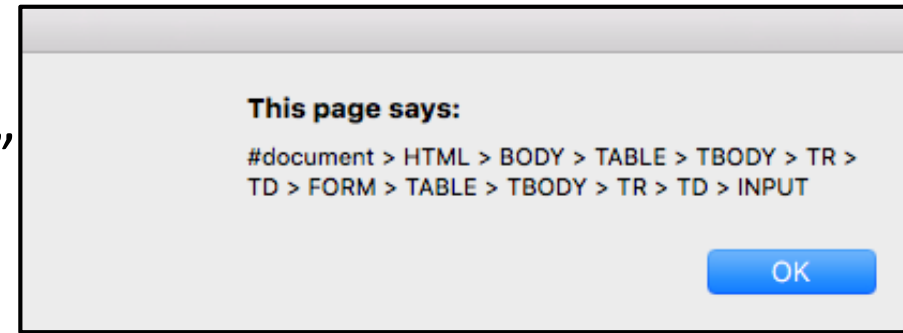 ”
This page says:
#document > HTML > BODY > TABLE > TBODY > TR >
TD > FORM > TABLE > TBODY > TR > TD > INPUT
OK